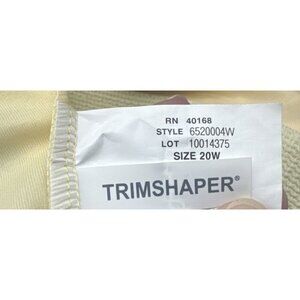 RN 40168
STYLE 6520004W
LOT 10014375
SIZE 20W
TRIMSHAPER®